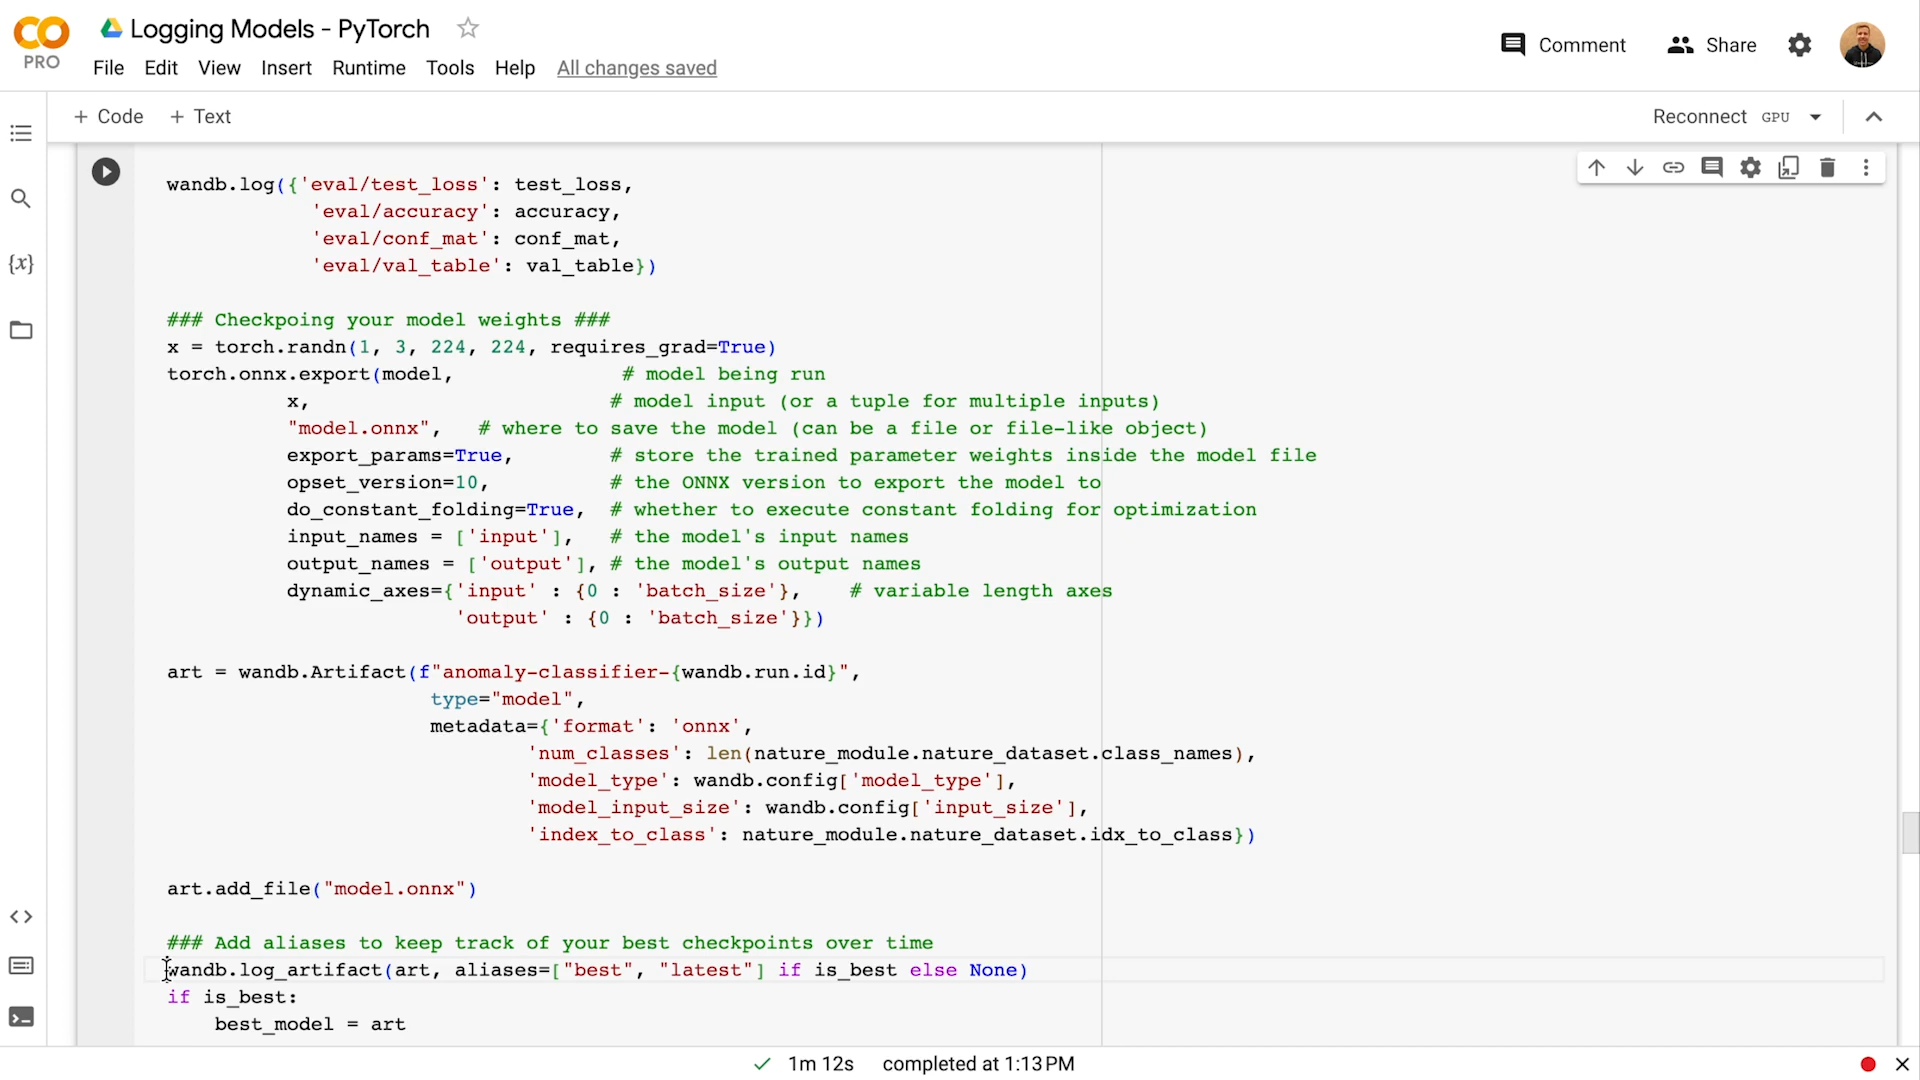 Logging Models - PyTorch
PRO
File Edit View Insert Runtime Tools Help All changes saved
Comment Share
+ Code + Text
Reconnect GPU
{x}
wandb.log({'eval/test_loss': test_loss,
'eval/accuracy': accuracy,
'eval/conf_mat': conf_mat,
'eval/val_table': val_table})
### Checkpoing your model weights ###
x = torch.randn(1, 3, 224, 224, requires_grad=True)
torch.onnx.export(model, # model being run
x, # model input (or a tuple for multiple inputs)
"model.onnx", # where to save the model (can be a file or file-like object)
export_params=True, # store the trained parameter weights inside the model file
opset_version=10, # the ONNX version to export the model to
do_constant_folding=True, # whether to execute constant folding for optimization
input_names = ['input'], # the model's input names
output_names = ['output'], # the model's output names
dynamic_axes={'input' : {0 : 'batch_size'}, # variable length axes
'output' : {0 : 'batch_size'}})
art = wandb.Artifact(f"anomaly-classifier-{wandb.run.id}",
type="model",
metadata={'format': 'onnx',
'num_classes': len(nature_module.nature_dataset.class_names),
'model_type': wandb.config['model_type'],
'model_input_size': wandb.config['input_size'],
'index_to_class': nature_module.nature_dataset.idx_to_class})
art.add_file("model.onnx")
### Add aliases to keep track of your best checkpoints over time
wandb.log_artifact(art, aliases=["best", "latest"] if is_best else None)
if is_best:
best_model = art
1m 12s completed at 1:13 PM